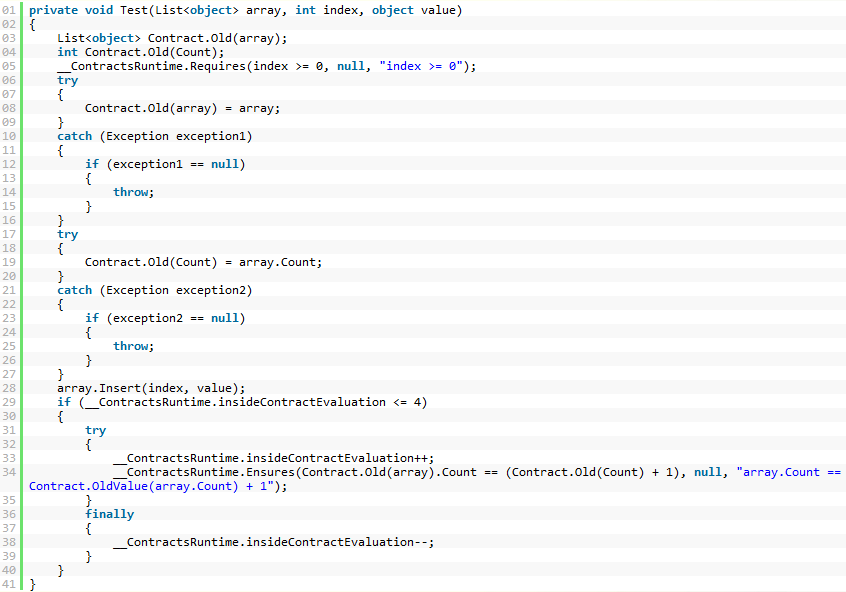 01 private void Test(List<object> array, int index, object value)
02 {
03     List<object> Contract.Old(array);
04     int Contract.Old(Count);
05     __ContractsRuntime.Requires(index >= 0, null, "index >= 0");
06     try
07     {
08         Contract.Old(array) = array;
09     }
10     catch (Exception exception1)
11     {
12         if (exception1 == null)
13         {
14             throw;
15         }
16     }
17     try
18     {
19         Contract.Old(Count) = array.Count;
20     }
21     catch (Exception exception2)
22     {
23         if (exception2 == null)
24         {
25             throw;
26         }
27     }
28     array.Insert(index, value);
29     if (__ContractsRuntime.insideContractEvaluation <= 4)
30     {
31         try
32         {
33             __ContractsRuntime.insideContractEvaluation++;
34             __ContractsRuntime.Ensures(Contract.Old(array).Count == (Contract.Old(Count) + 1), null, "array.Count ==
Contract.OldValue(array.Count) + 1");
35         }
36         finally
37         {
38             __ContractsRuntime.insideContractEvaluation--;
39         }
40     }
41 }